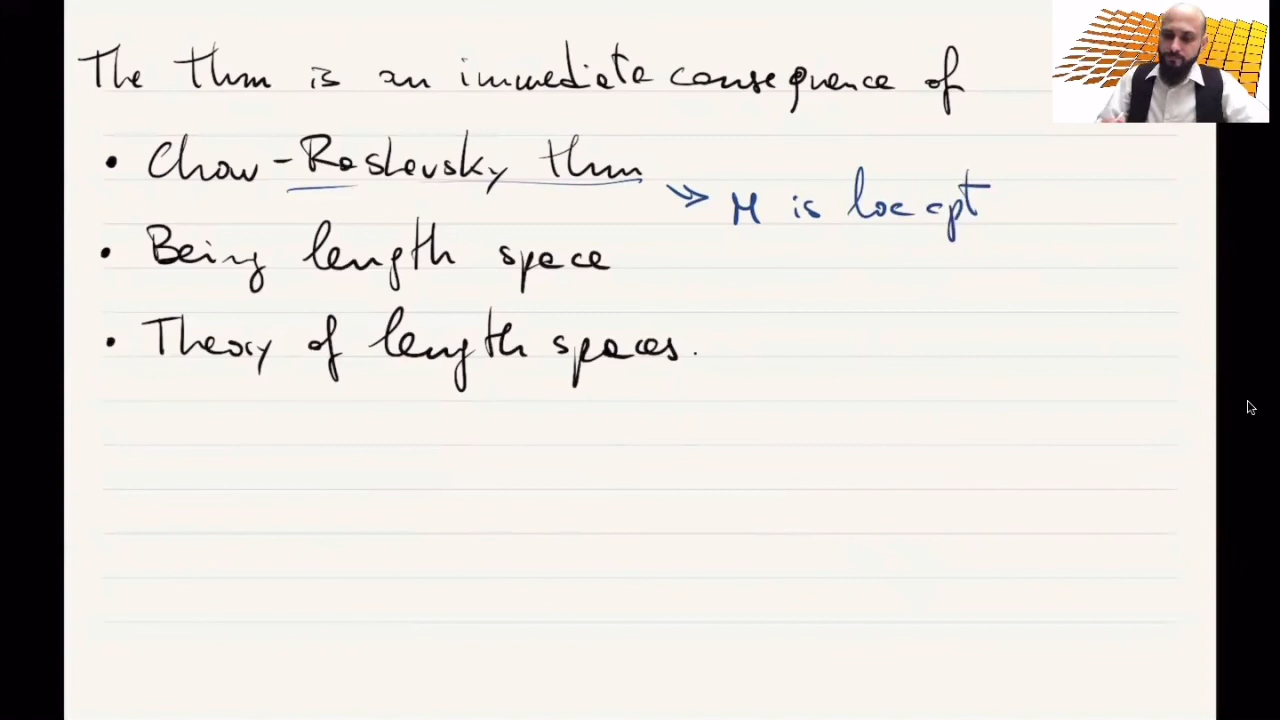 The thm is an immediate consequence of
• Chow-Rashevsky thm
→ M is loc cpt
• Being length space
• Theory of length spaces.